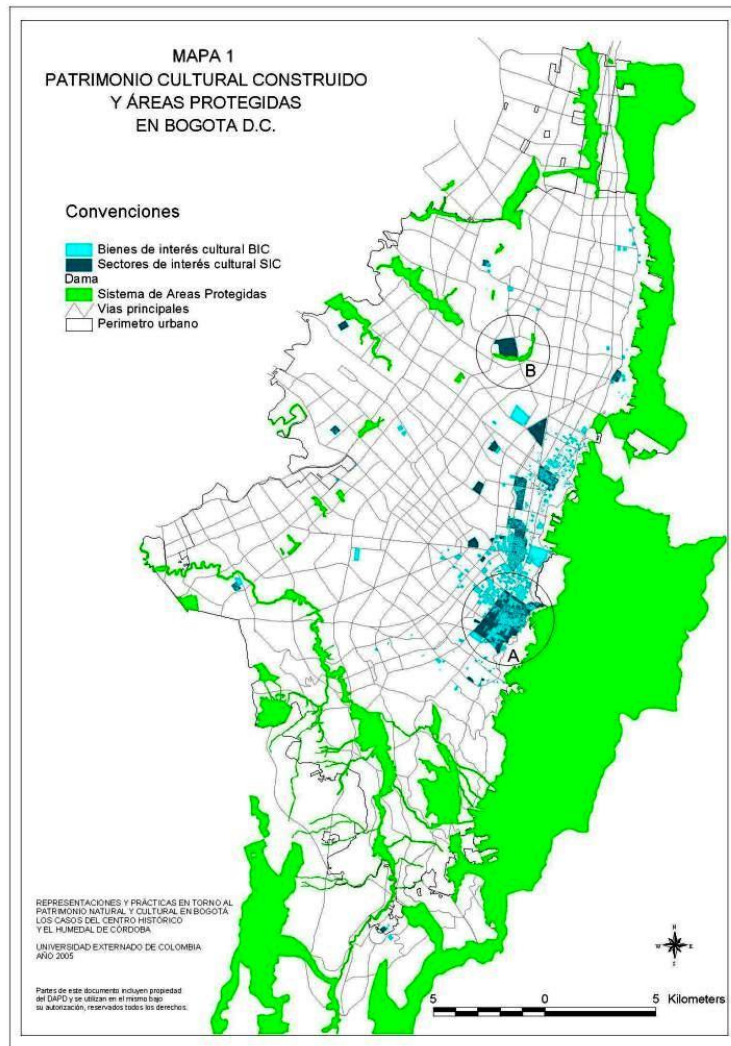 MAPA 1
PATRIMONIO CULTURAL CONSTRUIDO
Y ÁREAS PROTEGIDAS
EN BOGOTA D.C.
Convenciones
Bienes de interés cultural BIC
Sectores de interés cultural SIC
Dama
Sistema de Areas Protegidas
Vias principales
Perimetro urbano
B
A
REPRESENTACIONES Y PRÁCTICAS EN TORNO AL
PATRIMONIO NATURAL Y CULTURAL EN BOGOTÁ
LOS CASOS DEL CENTRO HISTÓRICO
Y EL HUMEDAL DE CÓRDOBA
UNIVERSIDAD EXTERNADO DE COLOMBIA
AÑO 2005
Partes de este documento incluyen propiedad
del DAPD y se utilizan en el mismo bajo
su autorización, reservados todos los derechos.
N
W E
S
5 0 5 Kilometers